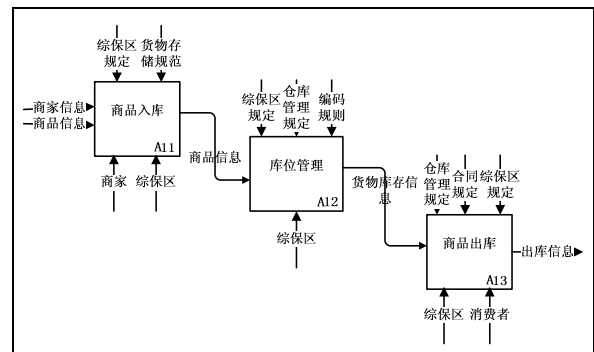 综保区
规定
货物存
储规范
商家信息
商品信息
商品入库
A11
商家
综保区
商品信息
综保区
规定
仓库
管理
规定
编码
规则
库位管理
A12
综保区
货物库存信
息
仓库
管理
规定
合同
规定
综保区
规定
商品出库
A13
出库信息
综保区
消费者